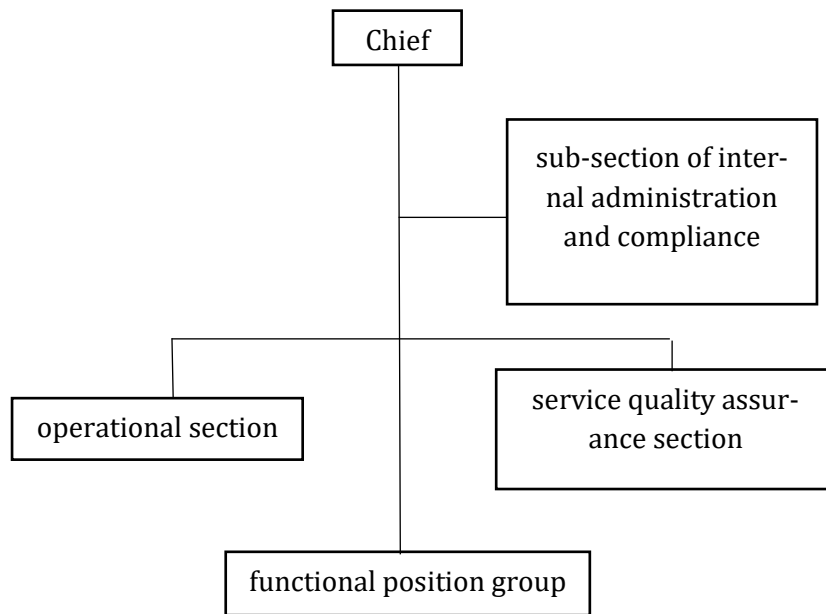 Chief
sub-section of inter-
nal administration
and compliance
operational section
service quality assur-
ance section
functional position group